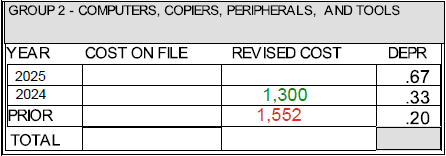 GROUP 2 - COMPUTERS, COPIERS, PERIPHERALS, AND TOOLS
YEAR COST ON FILE REVISED COST DEPR
2025 .67
2024 1,300 .33
PRIOR 1,552 .20
TOTAL